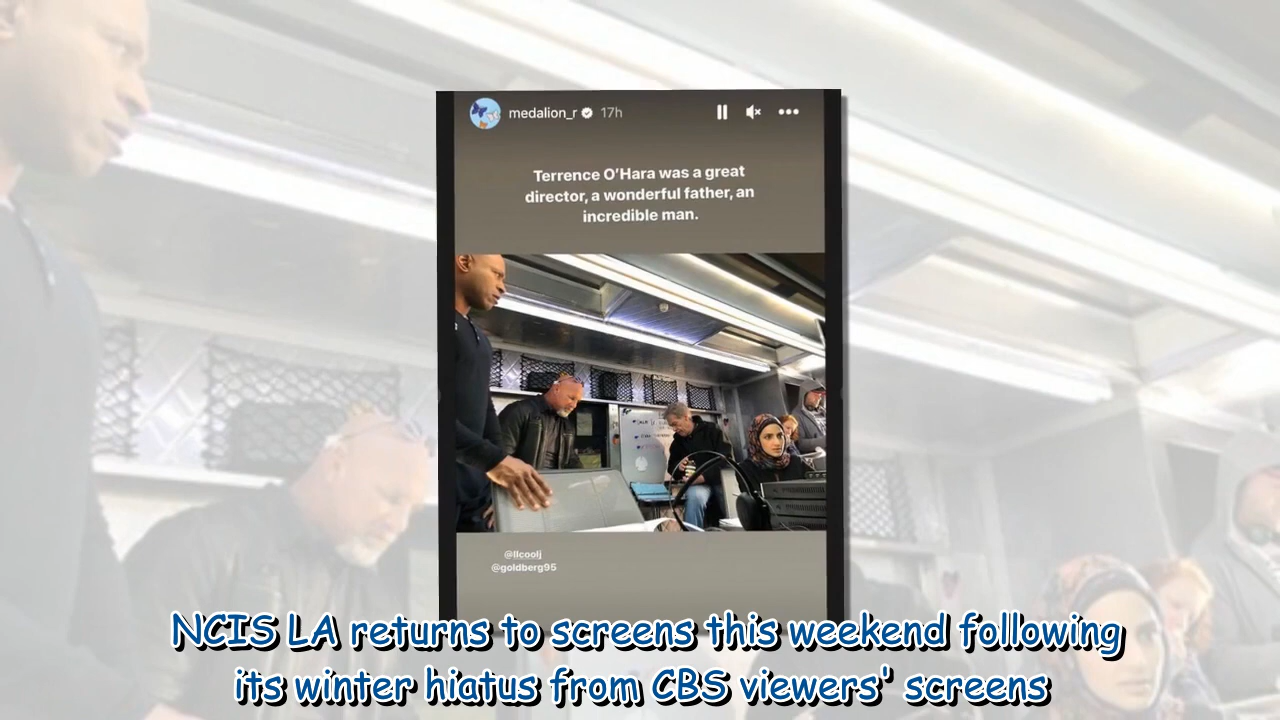 medalion_r 17h
Terrence O'Hara was a great
director, a wonderful father, an
incredible man.
@llcoolj
@goldberg95
NCIS LA returns to screens this weekend following
its winter hiatus from CBS viewers' screens